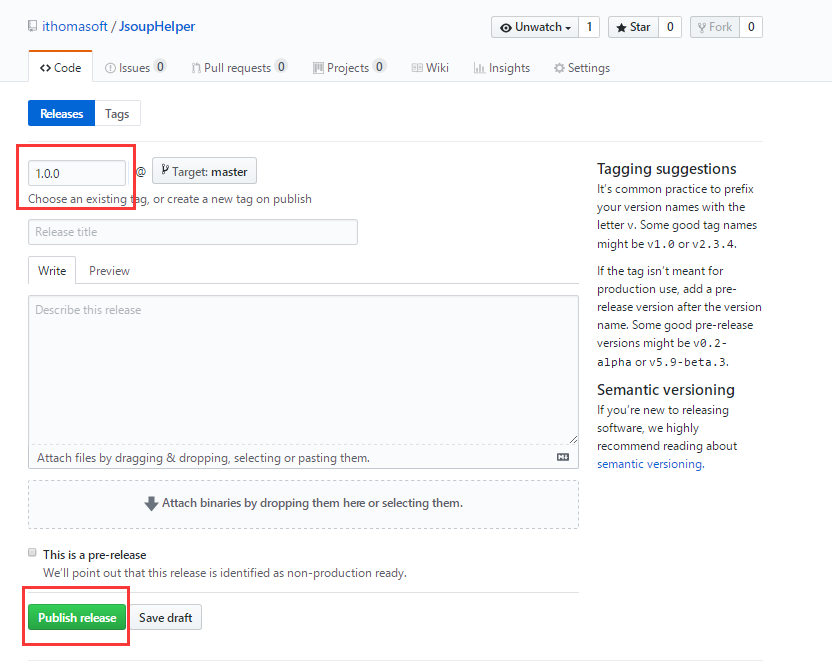 ithomasoft / JsoupHelper
Unwatch 1 Star 0 Fork 0
Code Issues 0 Pull requests 0 Projects 0 Wiki Insights Settings
Releases Tags
1.0.0 @ Target: master
Choose an existing tag, or create a new tag on publish
Release title
Write Preview
Describe this release
Attach files by dragging & dropping, selecting or pasting them.
Attach binaries by dropping them here or selecting them.
This is a pre-release
We'll point out that this release is identified as non-production ready.
Publish release Save draft
Tagging suggestions
It's common practice to prefix
your version names with the
letter v. Some good tag names
might be v1.0 or v2.3.4.
If the tag isn't meant for
production use, add a pre-
release version after the version
name. Some good pre-release
versions might be v0.2-
alpha or v5.9-beta.3.
Semantic versioning
If you're new to releasing
software, we highly
recommend reading about
semantic versioning.